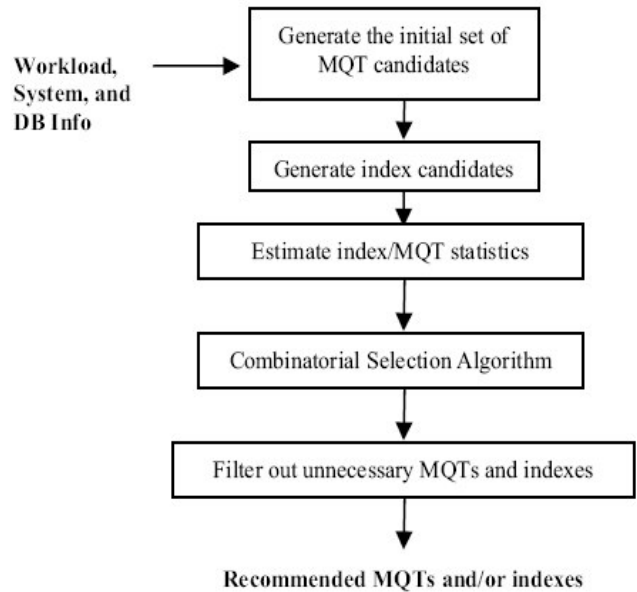 Generate the initial set of
MQT candidates
Workload,
System, and
DB Info
Generate index candidates
Estimate index/MQT statistics
Combinatorial Selection Algorithm
Filter out unnecessary MQTs and indexes
Recommended MQTs and/or indexes